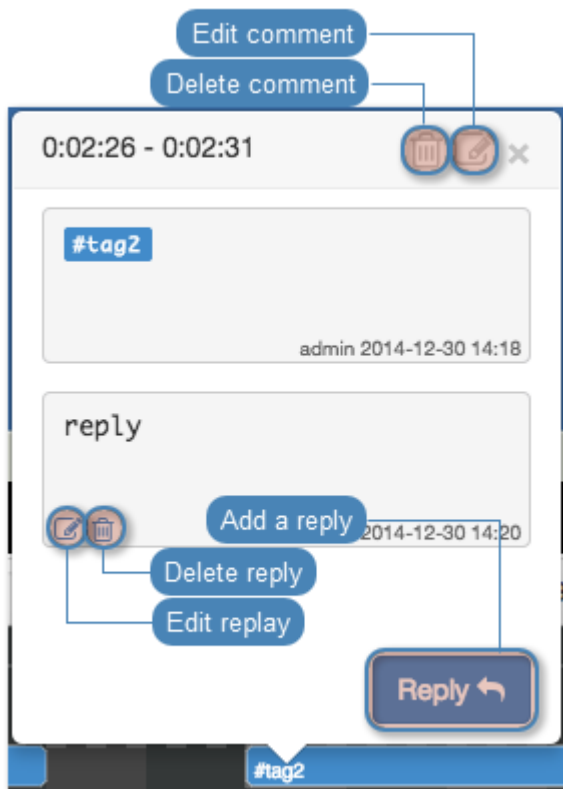 Edit comment
Delete comment
0:02:26 - 0:02:31
#tag2
admin 2014-12-30 14:18
reply
Add a reply
2014-12-30 14:20
Delete reply
Edit replay
Reply
#tag2